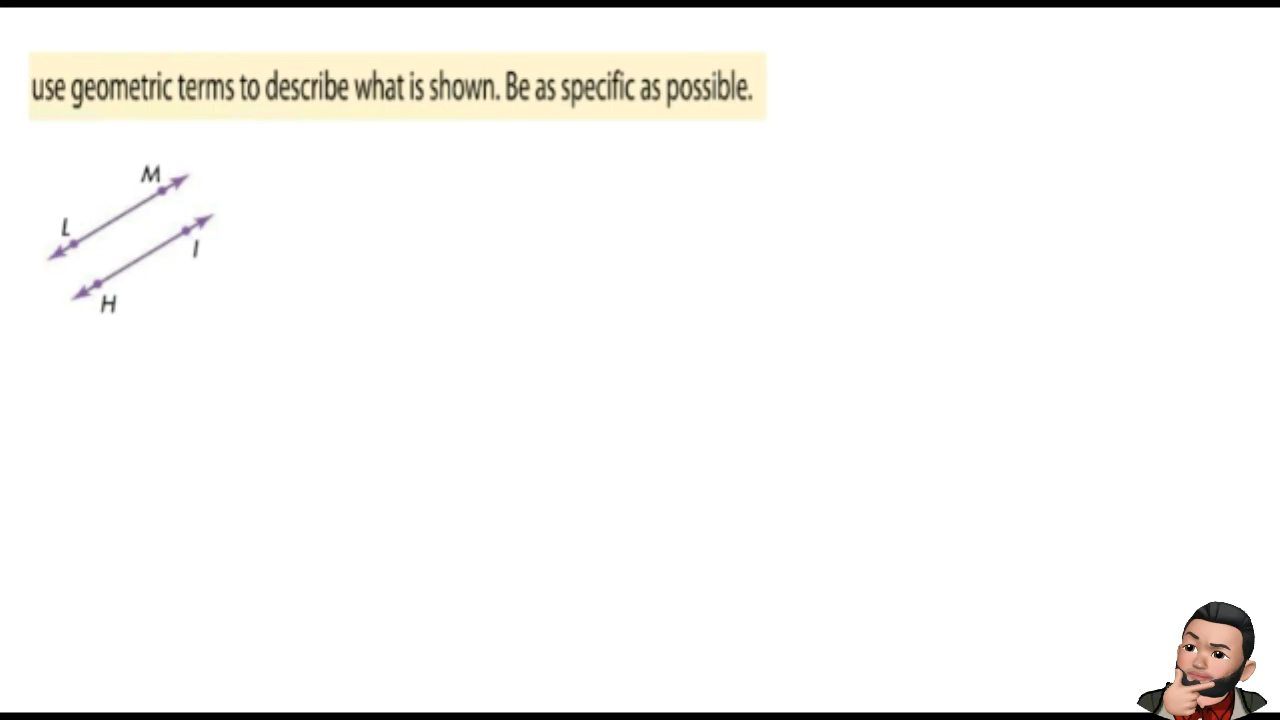 use geometric terms to describe what is shown. Be as specific as possible.
M
L
I
H